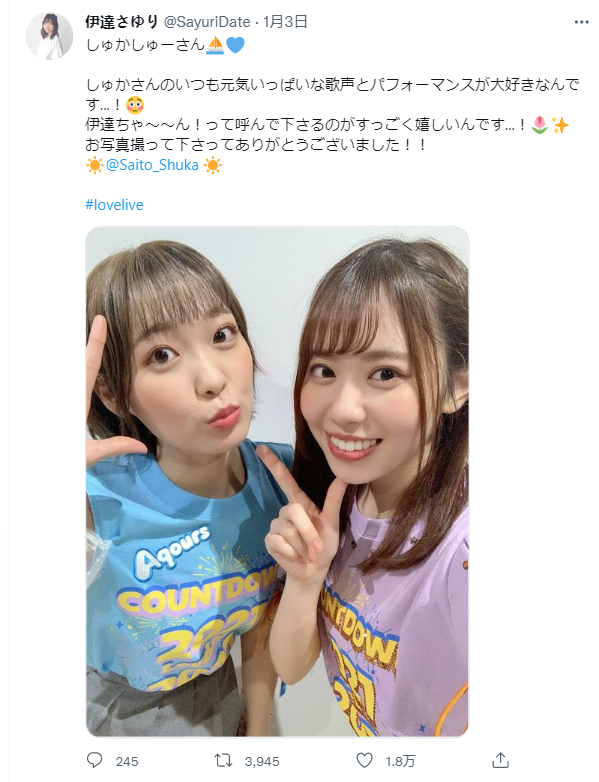 伊達さゆり @SayuriDate · 1月3日
しゅかしゅーさん⛵💙
しゅかさんのいつも元気いっぱいな歌声とパフォーマンスが大好きなんで
す...！😳
伊達ちゃ〜〜ん！って呼んで下さるのがすっごく嬉しいんです...！🌷✨
お写真撮って下さってありがとうございました！！
☀@Saito_Shuka ☀
#lovelive
Aqours
COUNTDOWN
2021
COUNTDOWN
2021
245
3,945
1.8万